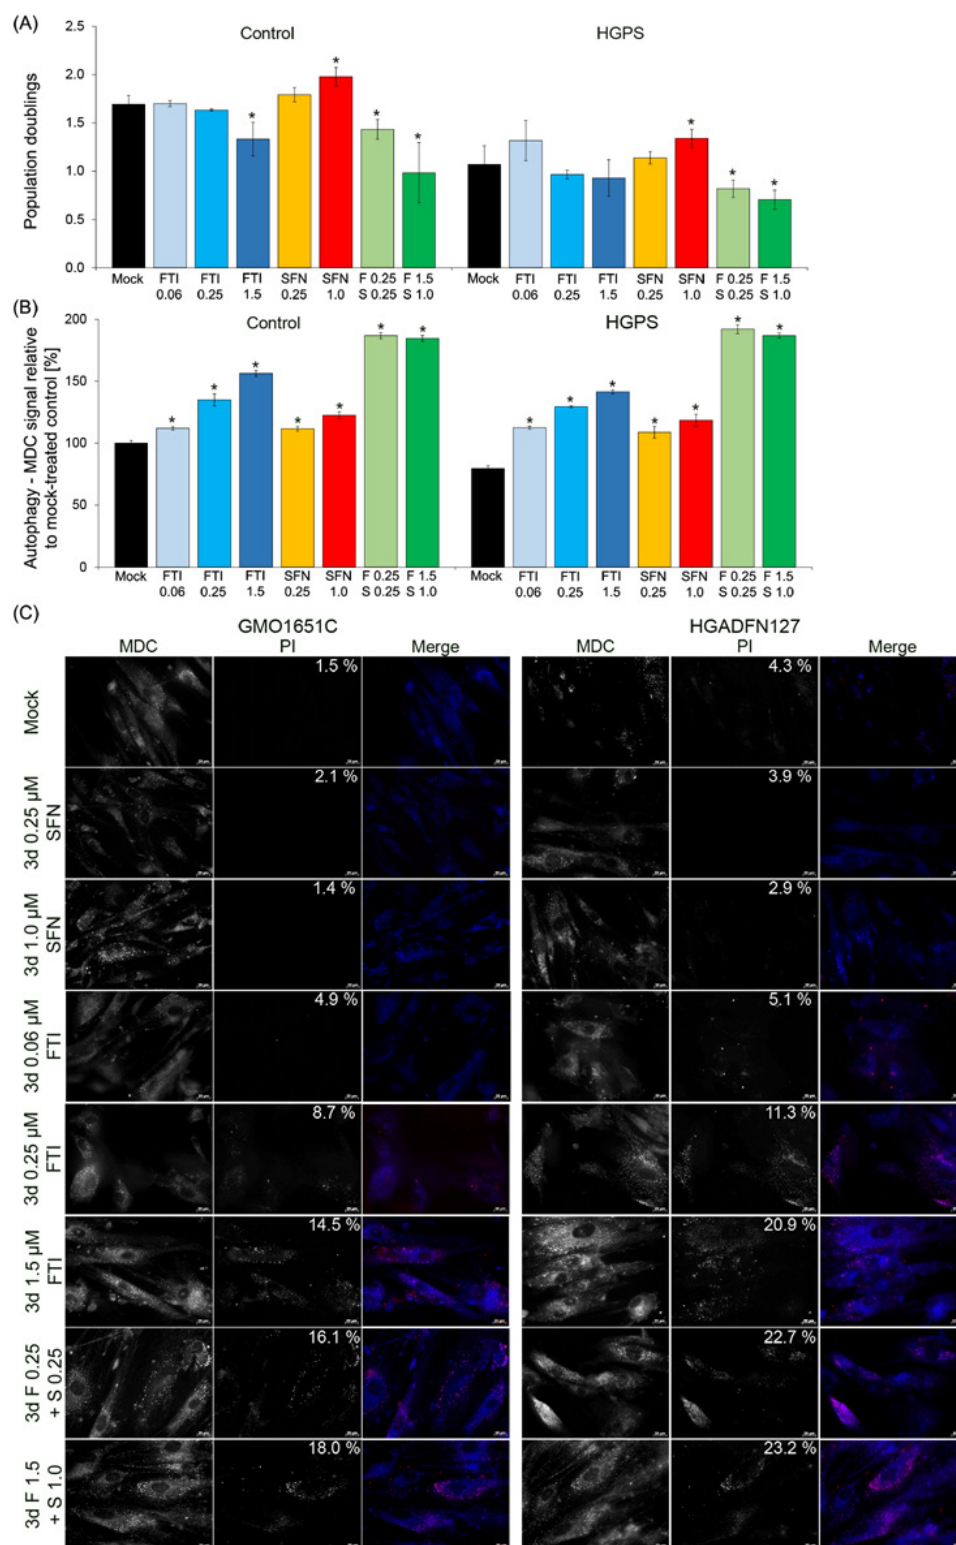 (A)
Control
HGPS
Population doublings
2.5
2.0
1.5
1.0
0.5
0.0
* * * * * * *
Mock FTI FTI FTI SFN SFN F 0.25 F 1.5 Mock FTI FTI FTI SFN SFN F 0.25 F 1.5
0.06 0.25 1.5 0.25 1.0 S 0.25 S 1.0 0.06 0.25 1.5 0.25 1.0 S 0.25 S 1.0
(B)
Control
HGPS
Autophagy - MDC signal relative
to mock-treated control [%]
200
150
100
50
0
* * * * * * * * * * * * * *
Mock FTI FTI FTI SFN SFN F 0.25 F 1.5 Mock FTI FTI FTI SFN SFN F 0.25 F 1.5
0.06 0.25 1.5 0.25 1.0 S 0.25 S 1.0 0.06 0.25 1.5 0.25 1.0 S 0.25 S 1.0
(C)
GMO1651C HGADFN127
MDC PI Merge MDC PI Merge
Mock
1.5 % 4.3 %
3d 0.25 µM
SFN
2.1 % 3.9 %
3d 1.0 µM
SFN
1.4 % 2.9 %
3d 0.06 µM
FTI
4.9 % 5.1 %
3d 0.25 µM
FTI
8.7 % 11.3 %
3d 1.5 µM
FTI
14.5 % 20.9 %
3d F 0.25
+ S 0.25
16.1 % 22.7 %
3d F 1.5
+ S 1.0
18.0 % 23.2 %